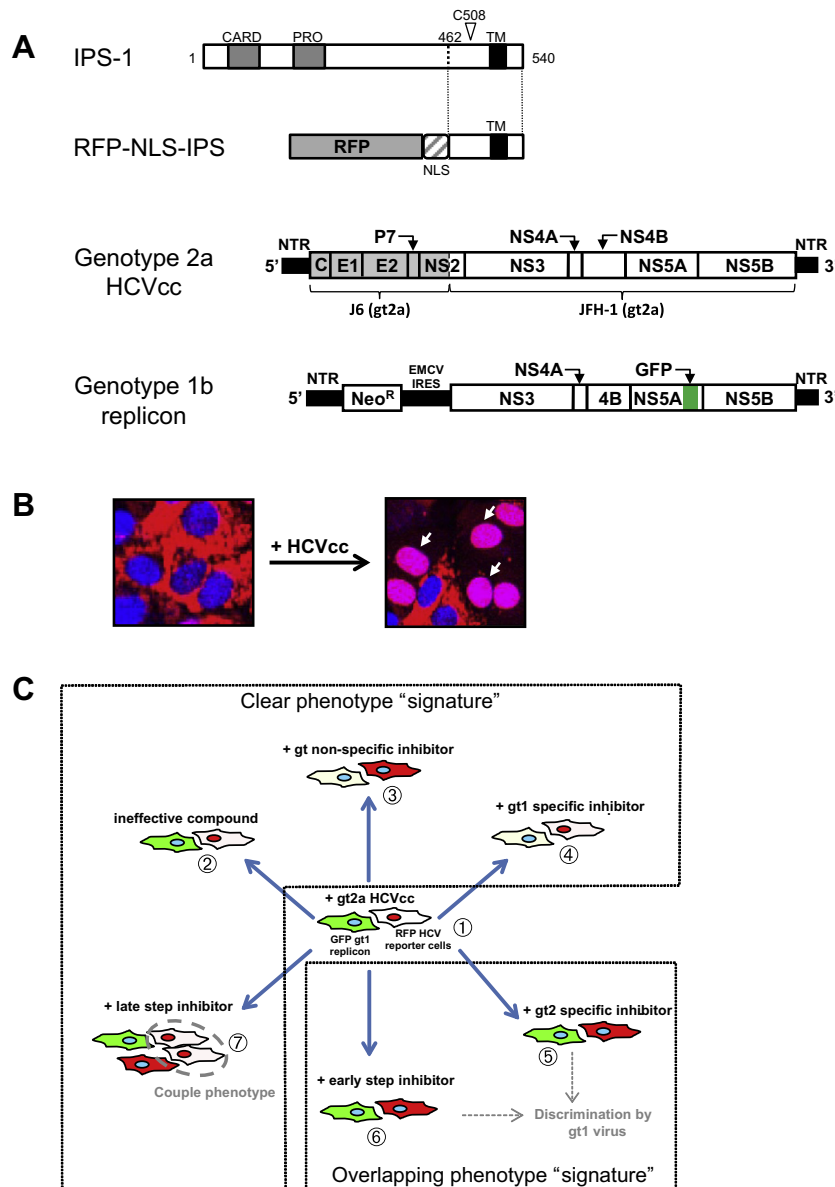 A
C508
CARD PRO 462 TM
IPS-1 1 540
TM
RFP-NLS-IPS RFP
NLS
P7 NS4A NS4B
NTR NTR
Genotype 2a 5’ C E1 E2 NS2 NS3 NS5A NS5B 3’
HCVcc
J6 (gt2a) JFH-1 (gt2a)
EMCV NS4A GFP
NTR IRES NTR
Genotype 1b 5’ NeoR NS3 4B NS5A NS5B 3’
replicon
B
+ HCVcc
C
Clear phenotype “signature”
+ gt non-specific inhibitor
③
+ gt1 specific inhibitor
④
ineffective compound
②
+ gt2a HCVcc
①
GFP gt1 RFP HCV
replicon reporter cells
+ late step inhibitor
⑦
Couple phenotype
+ gt2 specific inhibitor
⑤
+ early step inhibitor
⑥
Discrimination by
gt1 virus
Overlapping phenotype “signature”